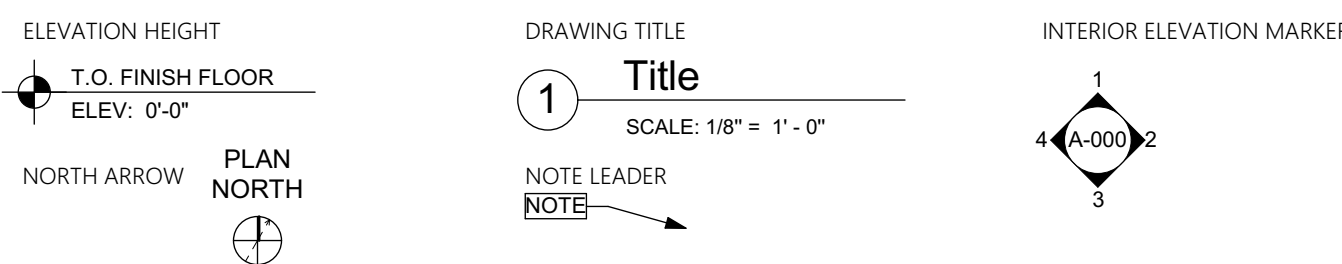 ELEVATION HEIGHT
T.O. FINISH FLOOR
ELEV: 0'-0"
NORTH ARROW
PLAN
NORTH
DRAWING TITLE
1
Title
SCALE: 1/8" = 1' - 0"
NOTE LEADER
NOTE
INTERIOR ELEVATION MARKER
1
4 A-000 2
3